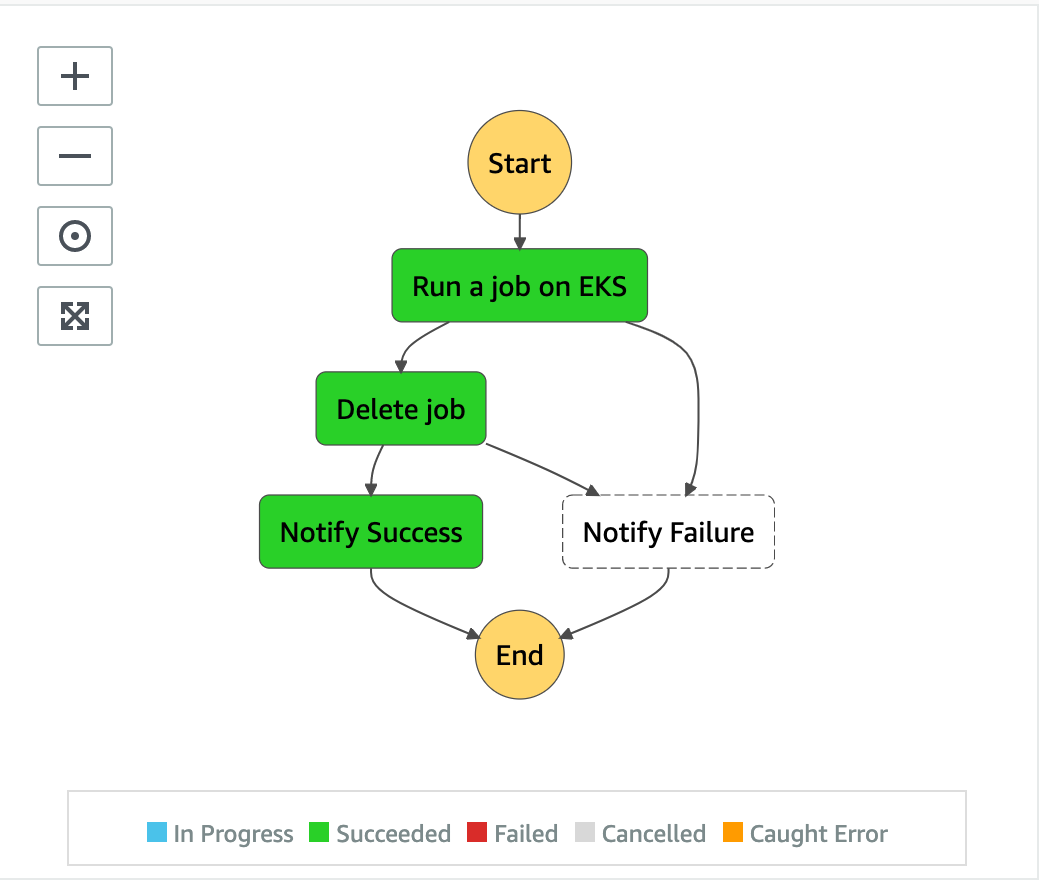 Start
Run a job on EKS
Delete job
Notify Success
Notify Failure
End
In Progress Succeeded Failed Cancelled Caught Error